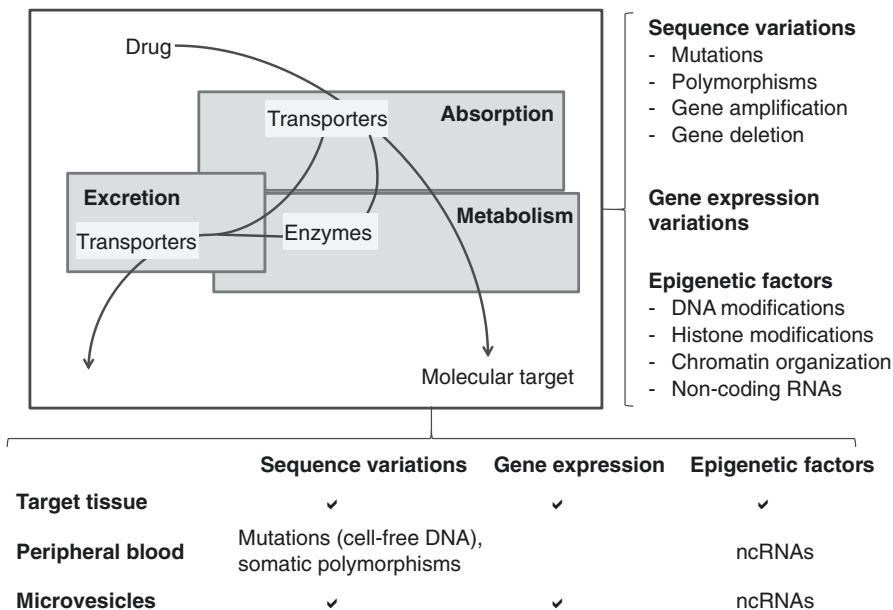 Drug
Transporters
Absorption
Excretion
Transporters
Enzymes
Metabolism
Molecular target
Sequence variations
- Mutations
- Polymorphisms
- Gene amplification
- Gene deletion
Gene expression
variations
Epigenetic factors
- DNA modifications
- Histone modifications
- Chromatin organization
- Non-coding RNAs
Sequence variations Gene expression Epigenetic factors
Target tissue ✓ ✓ ✓
Peripheral blood Mutations (cell-free DNA), ncRNAs
somatic polymorphisms
Microvesicles ✓ ✓ ncRNAs